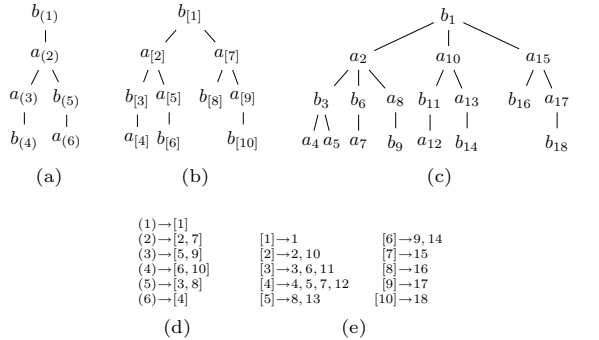 b(1) b[1] b1
a(2) a[2] a[7] a2 a10 a15
a(3) b(5) b[3] a[5] b[8] a[9] b3 b6 a8 b11 a13 b16 a17
b(4) a(6) a[4] b[6] b[10] a4 a5 a7 b9 a12 b14 b18
(a) (b) (c)
(1)→[1]
(2)→[2, 7] [1]→1 [6]→9, 14
(3)→[5, 9] [2]→2, 10 [7]→15
(4)→[6, 10] [3]→3, 6, 11 [8]→16
(5)→[3, 8] [4]→4, 5, 7, 12 [9]→17
(6)→[4] [5]→8, 13 [10]→18
(d) (e)